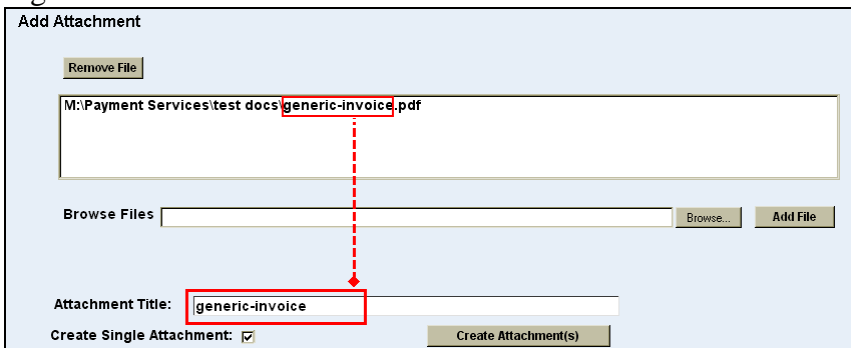 Add Attachment
Remove File
M:\Payment Services\test docs\generic-invoice.pdf
Browse Files Browse... Add File
Attachment Title: generic-invoice
Create Single Attachment: Create Attachment(s)